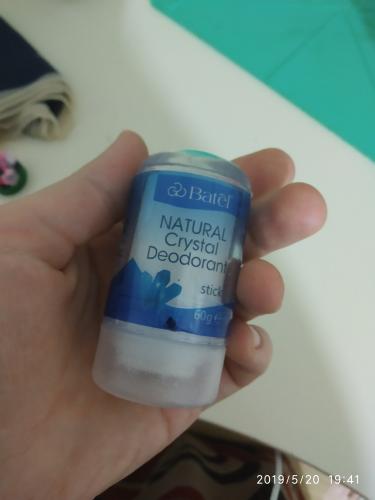 Batel
NATURAL
Crystal
Deodorant
stick
60g e
2019/5/20 19:41